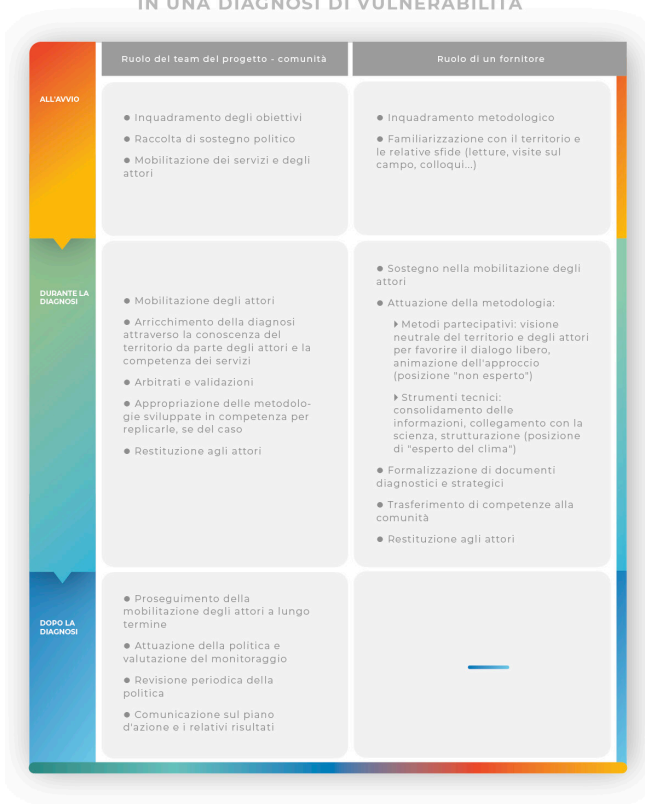 IN UNA DIAGNOSI DI VULNERABILITÀ
Ruolo del team del progetto - comunità
Ruolo di un fornitore
ALL'AVVIO
● Inquadramento degli obiettivi
● Raccolta di sostegno politico
● Mobilitazione dei servizi e degli
attori
● Inquadramento metodologico
● Familiarizzazione con il territorio e
le relative sfide (letture, visite sul
campo, colloqui...)
DURANTE LA
DIAGNOSI
● Mobilitazione degli attori
● Arricchimento della diagnosi
attraverso la conoscenza del
territorio da parte degli attori e la
competenza dei servizi
● Arbitrati e validazioni
● Appropriazione delle metodolo-
gie sviluppate in competenza per
replicarle, se del caso
● Restituzione agli attori
● Sostegno nella mobilitazione degli
attori
● Attuazione della metodologia:
▶ Metodi partecipativi: visione
neutrale del territorio e degli attori
per favorire il dialogo libero,
animazione dell'approccio
(posizione "non esperto")
▶ Strumenti tecnici:
consolidamento delle
informazioni, collegamento con la
scienza, strutturazione (posizione
di "esperto del clima")
● Formalizzazione di documenti
diagnostici e strategici
● Trasferimento di competenze alla
comunità
● Restituzione agli attori
DOPO LA
DIAGNOSI
● Proseguimento della
mobilitazione degli attori a lungo
termine
● Attuazione della politica e
valutazione del monitoraggio
● Revisione periodica della
politica
● Comunicazione sul piano
d'azione e i relativi risultati